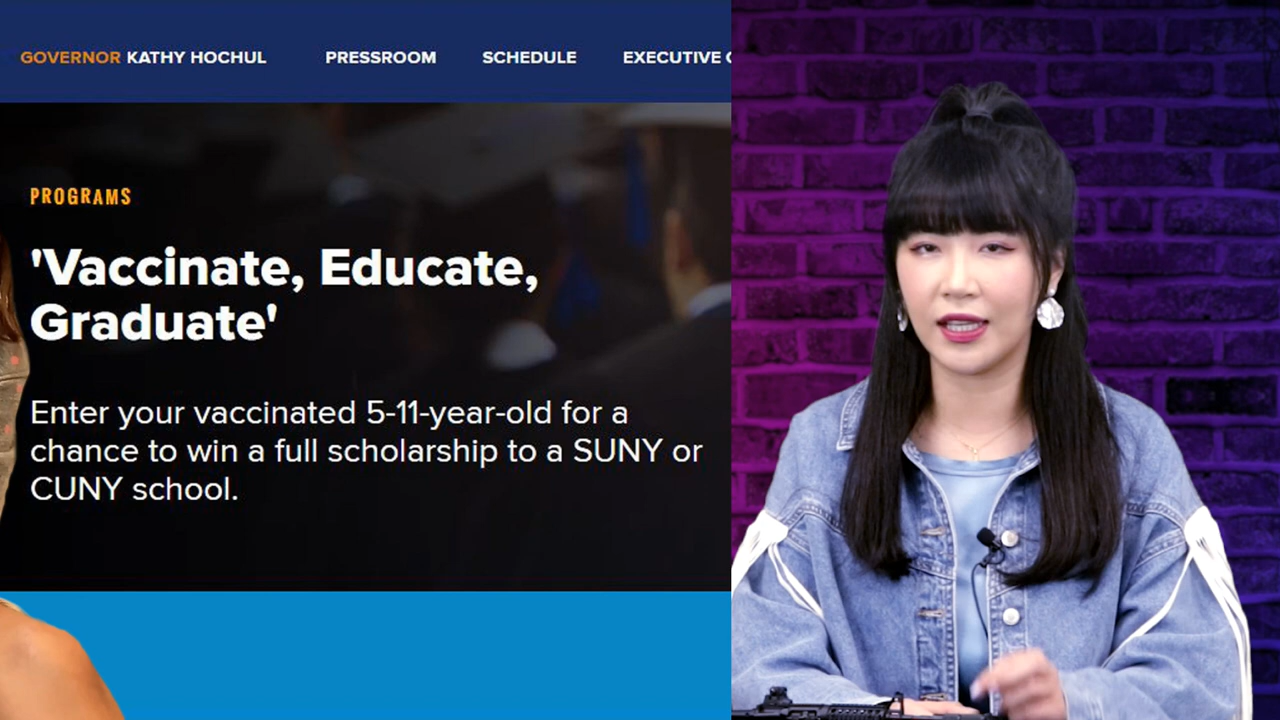 GOVERNOR KATHY HOCHUL PRESSROOM SCHEDULE EXECUTIVE
PROGRAMS
'Vaccinate, Educate,
Graduate'
Enter your vaccinated 5-11-year-old for a
chance to win a full scholarship to a SUNY or
CUNY school.